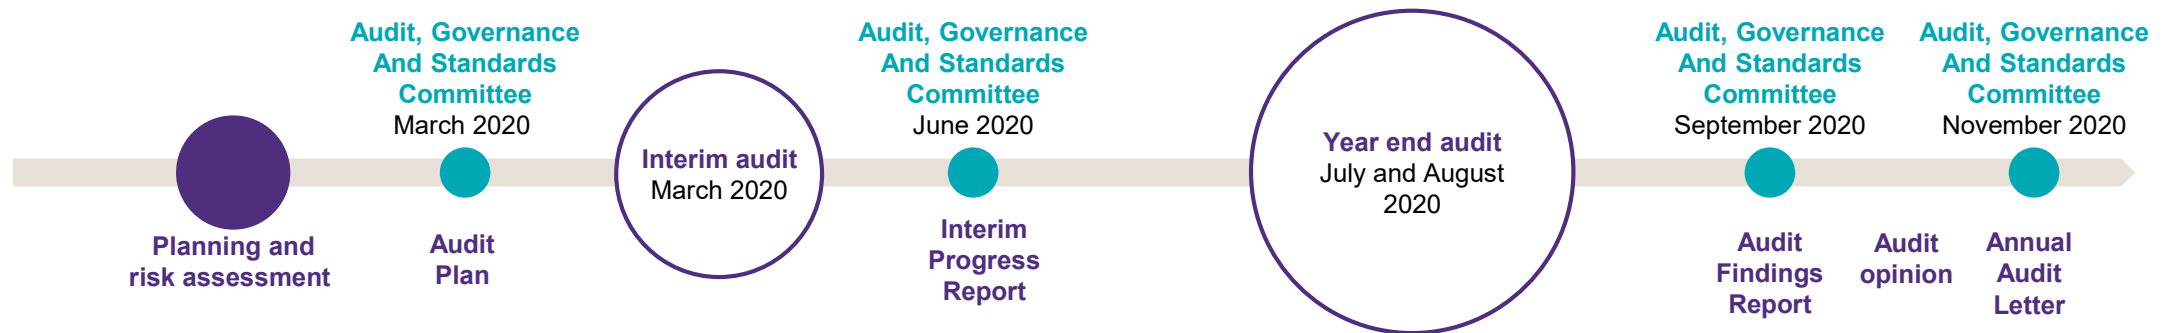 Planning and
risk assessment
Audit, Governance
And Standards
Committee
March 2020
Audit
Plan
Interim audit
March 2020
Audit, Governance
And Standards
Committee
June 2020
Interim
Progress
Report
Year end audit
July and August
2020
Audit, Governance
And Standards
Committee
September 2020
Audit
Findings
Report
Audit
opinion
Audit, Governance
And Standards
Committee
November 2020
Annual
Audit
Letter